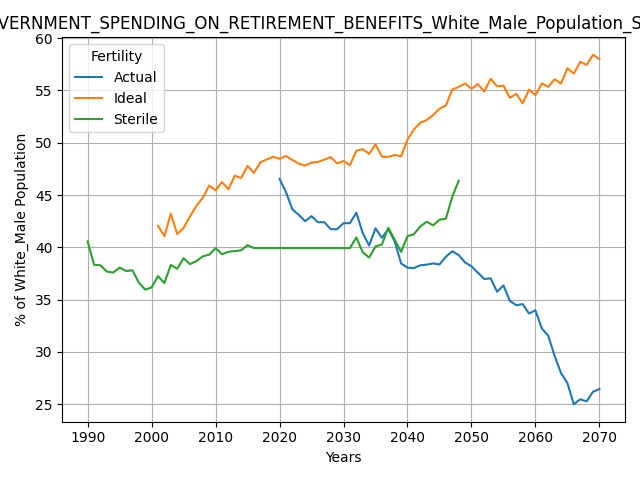 VERNMENT_SPENDING_ON_RETIREMENT_BENEFITS_White_Male_Population_S
60
55
50
45
40
35
30
25
% of White_Male Population
Fertility
Actual
Ideal
Sterile
1990 2000 2010 2020 2030 2040 2050 2060 2070
Years